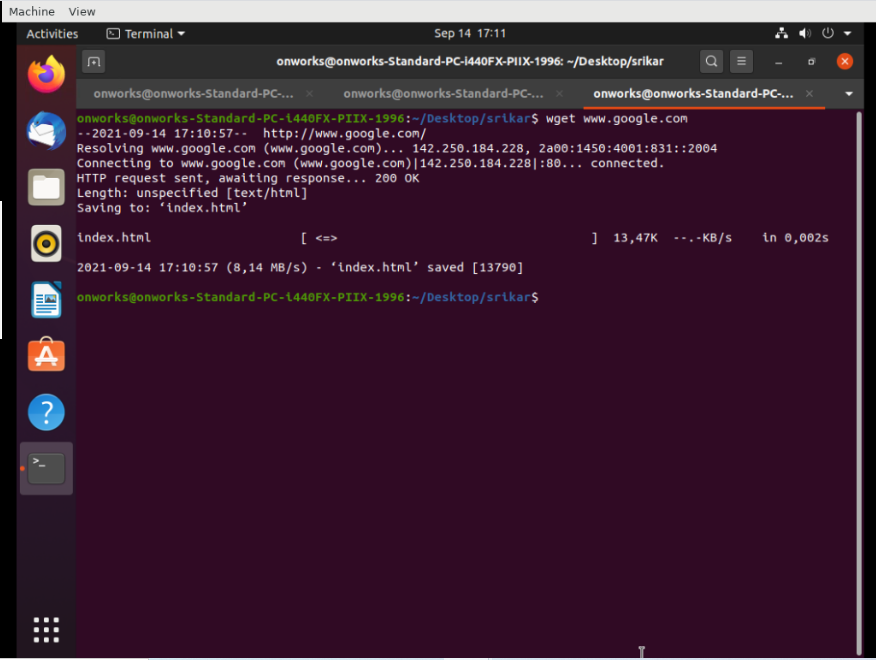 Machine View
Activities Terminal Sep 14 17:11
onworks@onworks-Standard-PC-i440FX-PIIX-1996: ~/Desktop/srikar
onworks@onworks-Standard-PC-... onworks@onworks-Standard-PC-... onworks@onworks-Standard-PC-...
onworks@onworks-Standard-PC-i440FX-PIIX-1996:~/Desktop/srikar$ wget www.google.com
--2021-09-14 17:10:57-- http://www.google.com/
Resolving www.google.com (www.google.com)... 142.250.184.228, 2a00:1450:4001:831::2004
Connecting to www.google.com (www.google.com)|142.250.184.228|:80... connected.
HTTP request sent, awaiting response... 200 OK
Length: unspecified [text/html]
Saving to: ‘index.html’
index.html [ <=> ] 13,47K --.-KB/s in 0,002s
2021-09-14 17:10:57 (8,14 MB/s) - ‘index.html’ saved [13790]
onworks@onworks-Standard-PC-i440FX-PIIX-1996:~/Desktop/srikar$